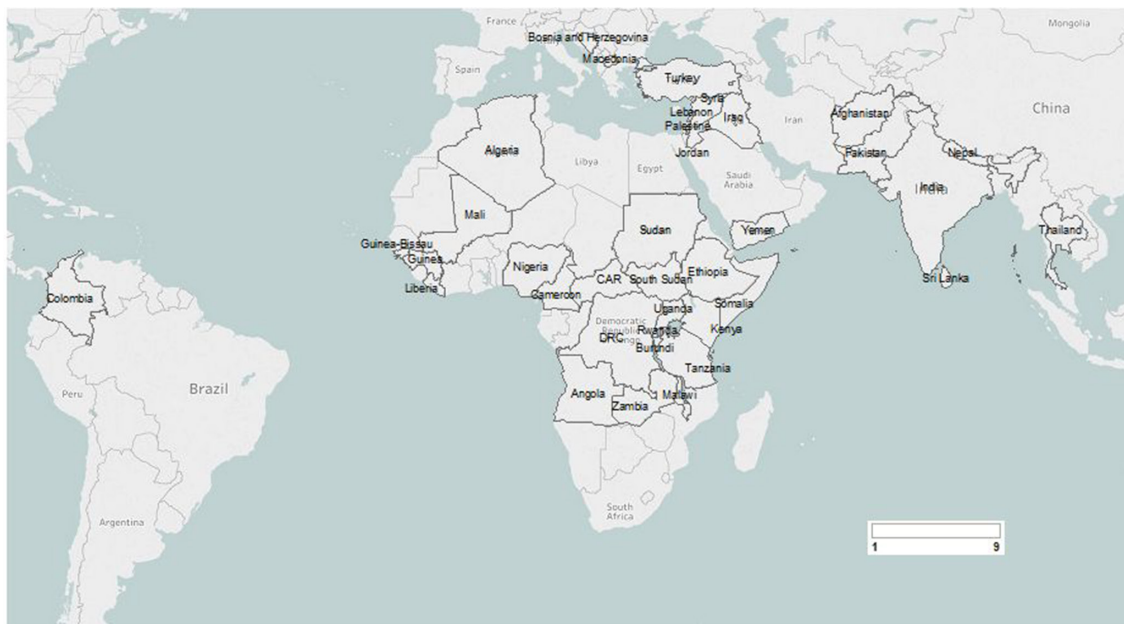 France
Mongolia
Bosnia and Herzegovina
Macedonia
Spain
Turkey
China
Syria
Lebanon
Iraq
Palestine
Iran
Afghanistan
Algeria
Jordan
Pakistan
Nepal
Libya
Egypt
Saudi
Arabia
India
India
Mali
Sudan
Yemen
Thailand
Guinea-Bissau
Guinea
Nigeria
Ethiopia
CAR
South Sudan
Sri Lanka
Liberia
Cameroon
Colombia
Somalia
Uganda
Democratic
Republic
Congo
DRC
Rwanda
Kenya
Burundi
Tanzania
Peru
Brazil
Angola
Malawi
Zambia
South
Africa
Argentina
1 9